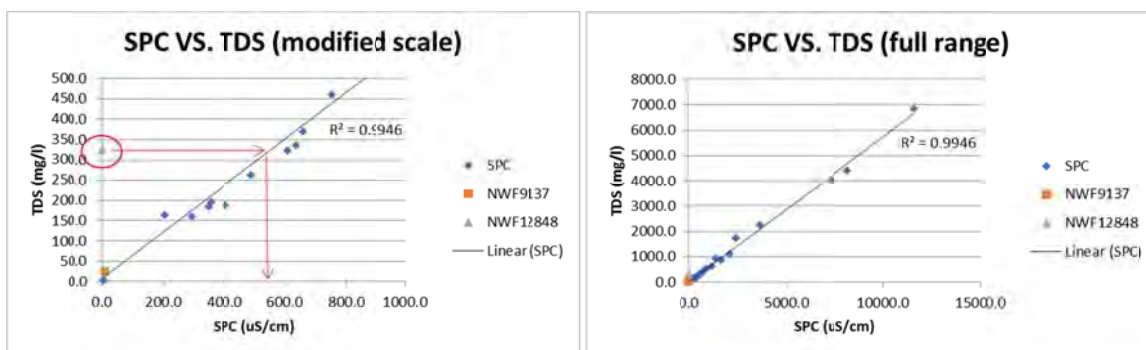 SPC VS. TDS (modified scale)
500.0
450.0
400.0
350.0
300.0
250.0
200.0
150.0
100.0
50.0
0.0
TDS (mg/l)
R² = 0.9946
0.0 200.0 400.0 600.0 800.0 1000.0
SPC (uS/cm)
SPC
NWF9137
NWF12848
Linear (SPC)
SPC VS. TDS (full range)
8000.0
7000.0
6000.0
5000.0
4000.0
3000.0
2000.0
1000.0
0.0
TDS (mg/l)
R² = 0.9946
0.0 5000.0 10000.0 15000.0
SPC (uS/cm)
SPC
NWF9137
NWF12848
Linear (SPC)